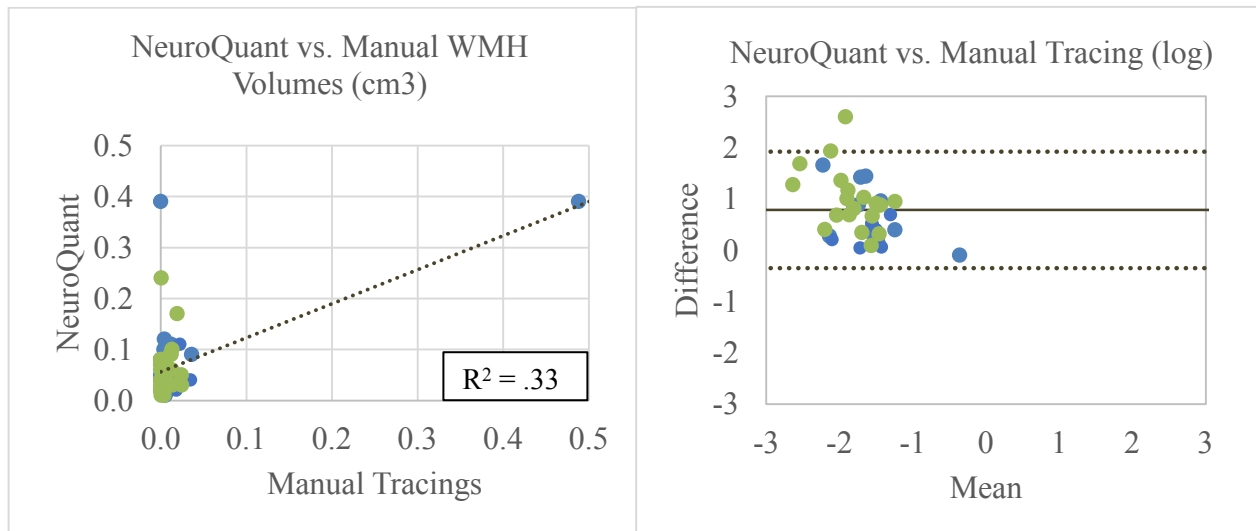 NeuroQuant vs. Manual WMH
Volumes (cm3)
0.5
0.4
0.3
0.2
0.1
0.0
NeuroQuant
R² = .33
0.0 0.1 0.2 0.3 0.4 0.5
Manual Tracings
NeuroQuant vs. Manual Tracing (log)
3
2
1
0
-1
-2
-3
Difference
-3 -2 -1 0 1 2 3
Mean